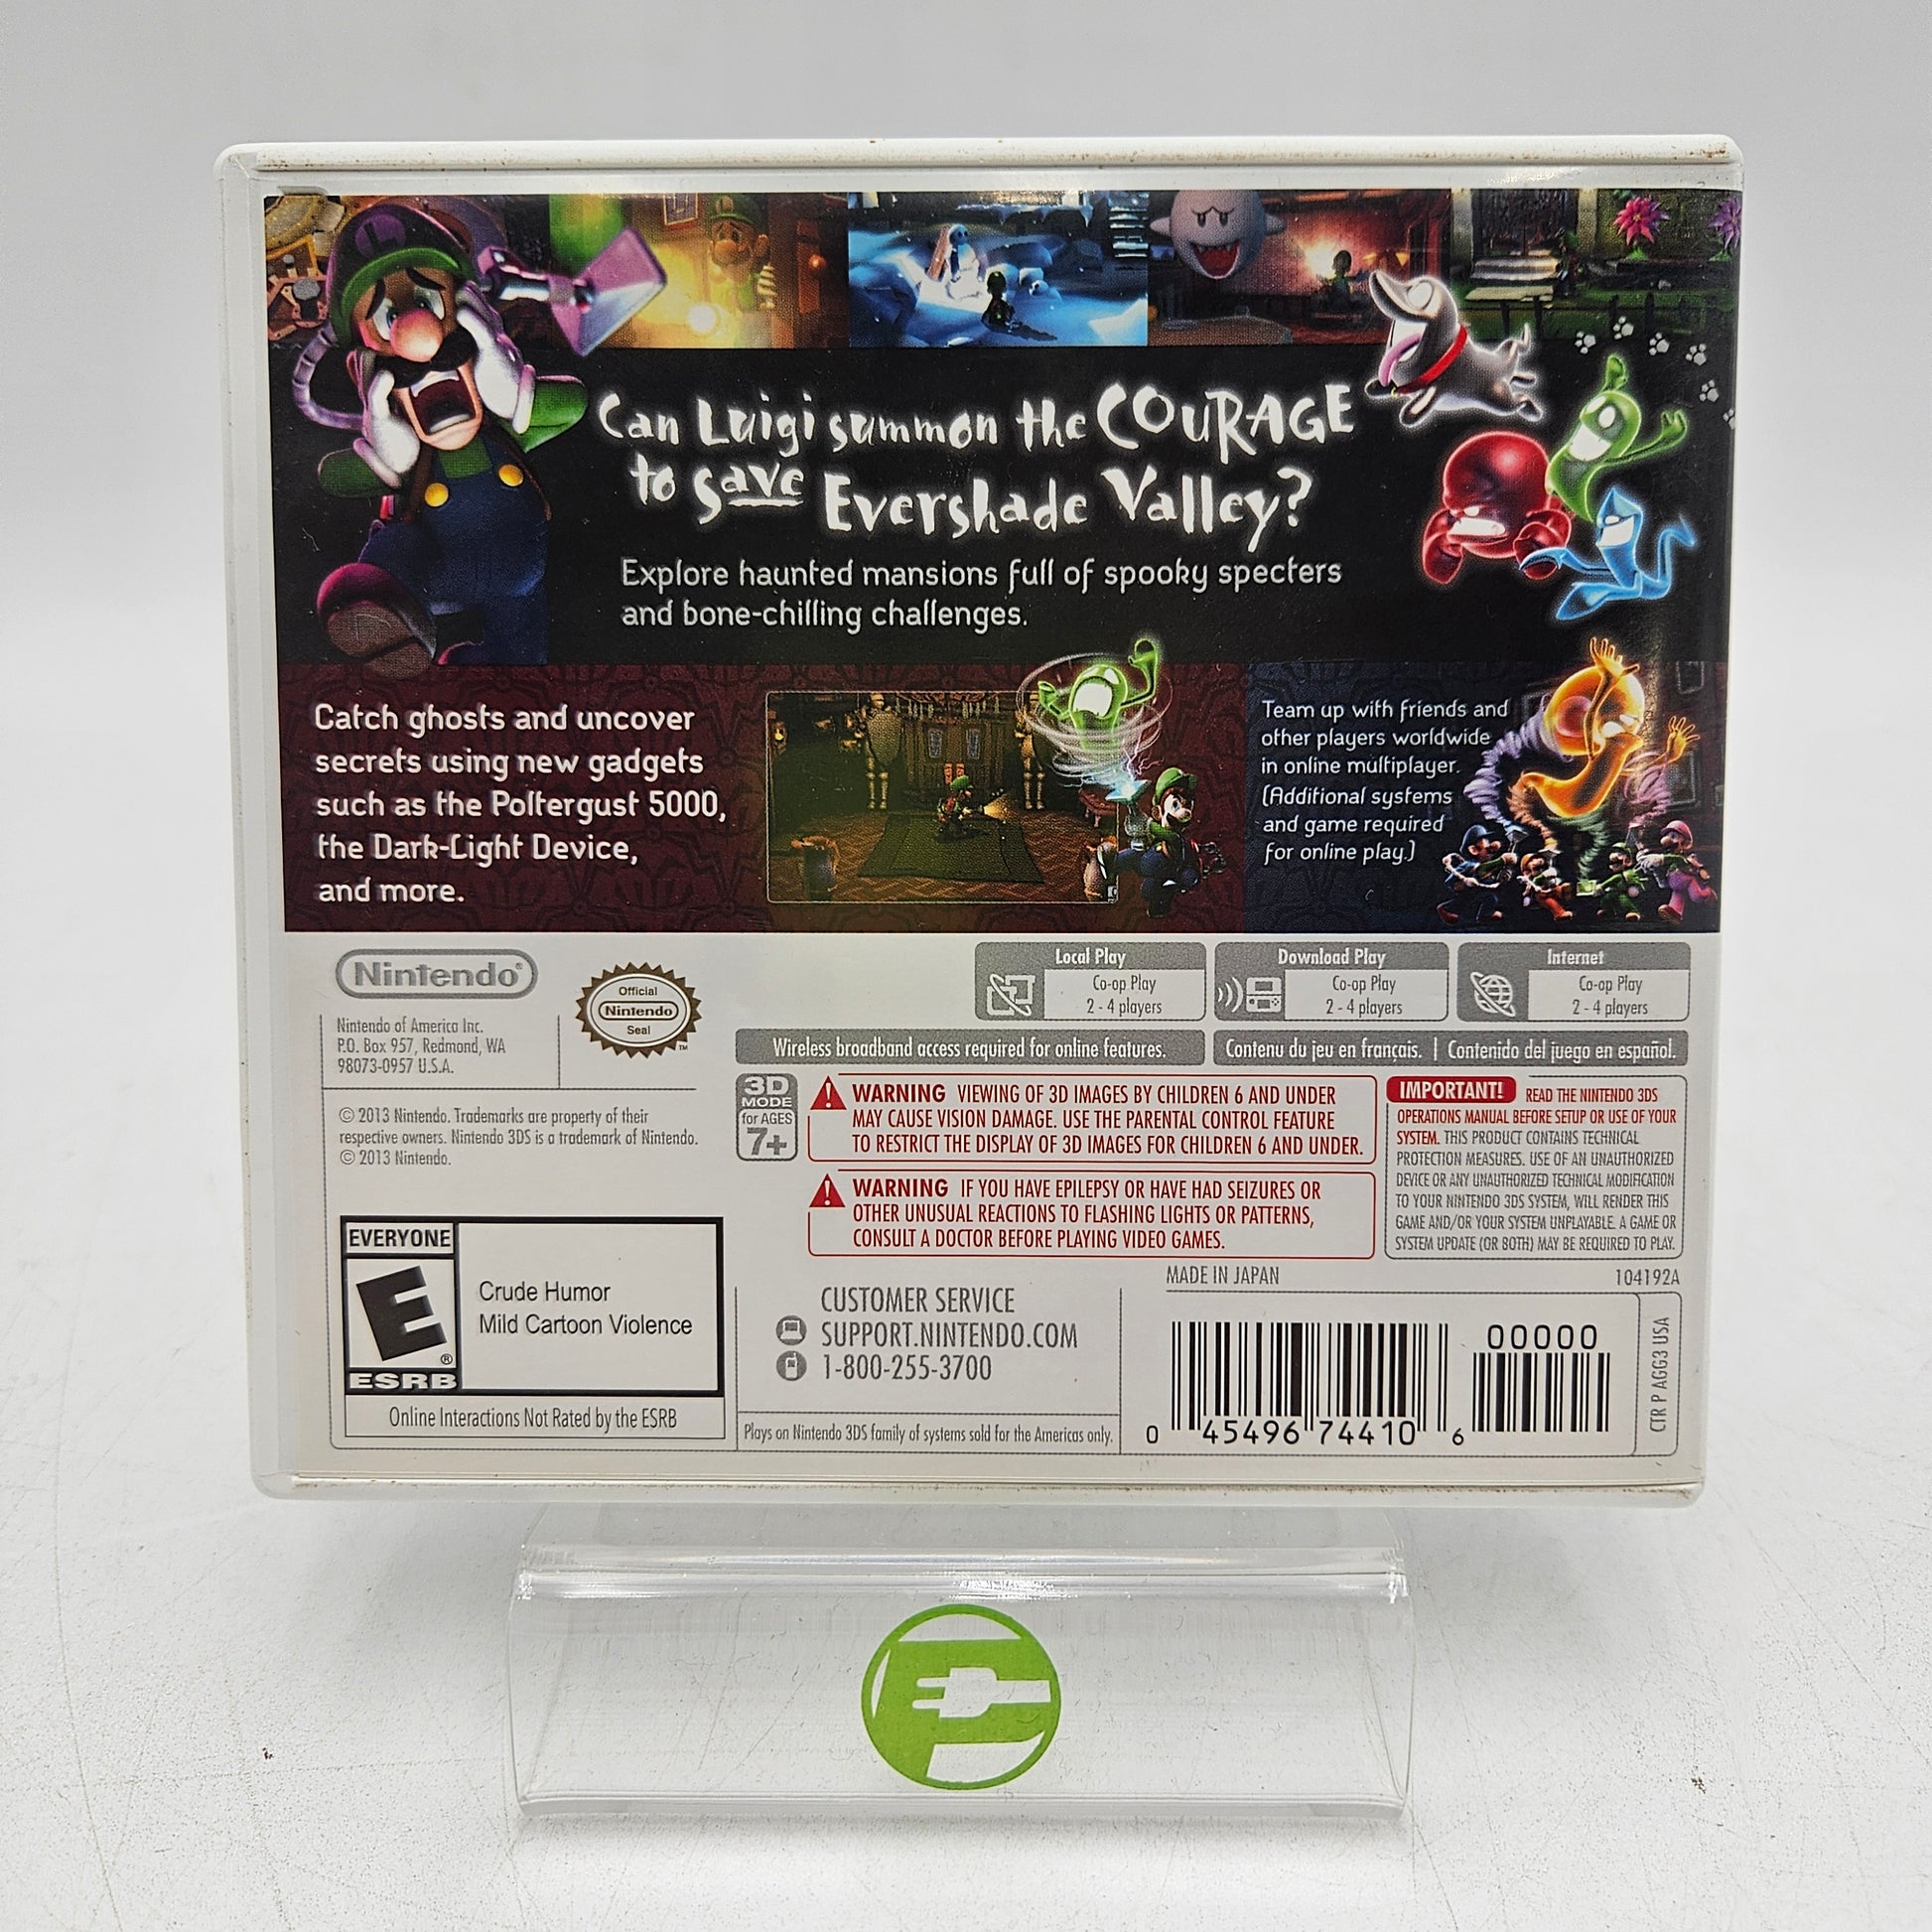 Can Luigi summon the COURAGE
to save Evershade Valley?
Explore haunted mansions full of spooky specters
and bone-chilling challenges.
Catch ghosts and uncover
secrets using new gadgets
such as the Poltergust 5000,
the Dark-Light Device,
and more.
Team up with friends and
other players worldwide
in online multiplayer.
(Additional systems
and game required
for online play.)
Nintendo®
Official
Nintendo
Seal
™
Nintendo of America Inc.
P.O. Box 957, Redmond, WA
98073-0957 U.S.A.
Local Play
Co-op Play
2 - 4 players
Download Play
Co-op Play
2 - 4 players
Internet
Co-op Play
2 - 4 players
Wireless broadband access required for online features.
Contenu du jeu en français. | Contenido del juego en español.
© 2013 Nintendo. Trademarks are property of their
respective owners. Nintendo 3DS is a trademark of Nintendo.
© 2013 Nintendo.
3D
MODE
for AGES
7+
WARNING VIEWING OF 3D IMAGES BY CHILDREN 6 AND UNDER
MAY CAUSE VISION DAMAGE. USE THE PARENTAL CONTROL FEATURE
TO RESTRICT THE DISPLAY OF 3D IMAGES FOR CHILDREN 6 AND UNDER.
WARNING IF YOU HAVE EPILEPSY OR HAVE HAD SEIZURES OR
OTHER UNUSUAL REACTIONS TO FLASHING LIGHTS OR PATTERNS,
CONSULT A DOCTOR BEFORE PLAYING VIDEO GAMES.
IMPORTANT! READ THE NINTENDO 3DS
OPERATIONS MANUAL BEFORE SETUP OR USE OF YOUR
SYSTEM. THIS PRODUCT CONTAINS TECHNICAL
PROTECTION MEASURES. USE OF AN UNAUTHORIZED
DEVICE OR ANY UNAUTHORIZED TECHNICAL MODIFICATION
TO YOUR NINTENDO 3DS SYSTEM, WILL RENDER THIS
GAME AND/OR YOUR SYSTEM UNPLAYABLE. A GAME OR
SYSTEM UPDATE (OR BOTH) MAY BE REQUIRED TO PLAY.
EVERYONE
E
®
ESRB
Crude Humor
Mild Cartoon Violence
Online Interactions Not Rated by the ESRB
CUSTOMER SERVICE
SUPPORT.NINTENDO.COM
1-800-255-3700
Plays on Nintendo 3DS family of systems sold for the Americas only.
MADE IN JAPAN
104192A
00000
0 45496 74410 6
CTR P AGG3 USA